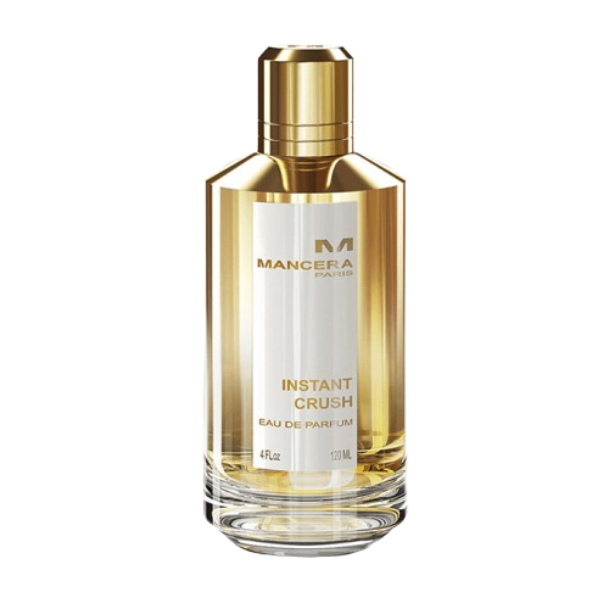 M
MANCERA
PARIS
INSTANT
CRUSH
EAU DE PARFUM
4 FL.oz 120 ML